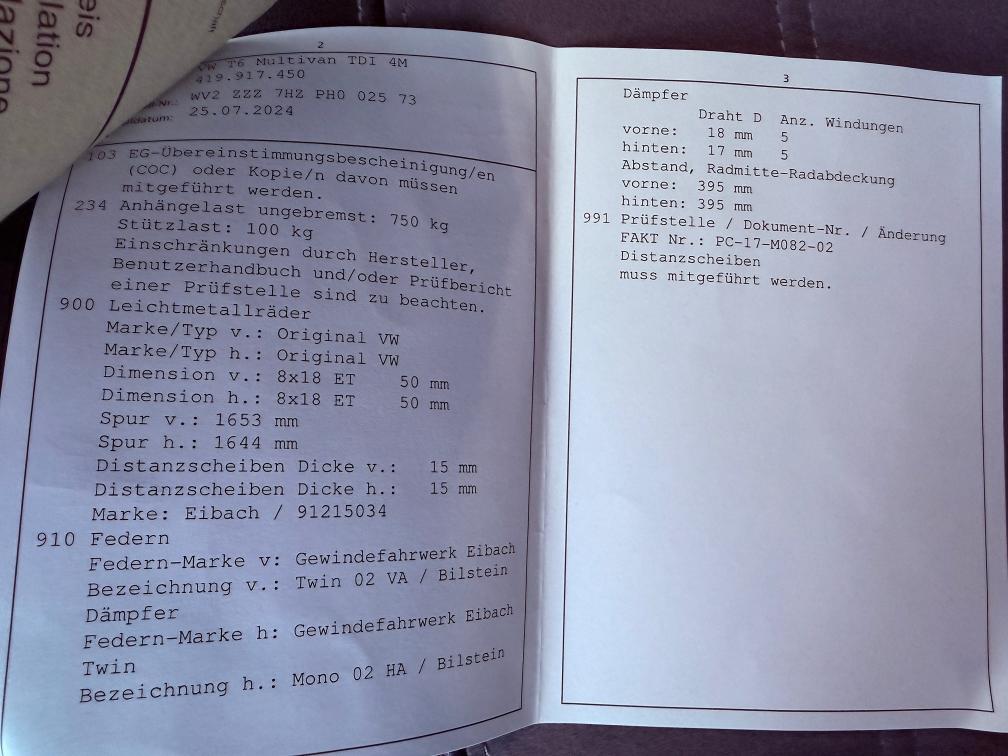 eis
lation
lazione
2
VW T6 Multivan TDI 4M
419.917.450
WV2 ZZZ 7HZ PH0 025 73
25.07.2024
103 EG-Übereinstimmungsbescheinigung/en
(COC) oder Kopie/n davon müssen
mitgeführt werden.
234 Anhängelast ungebremst: 750 kg
Stützlast: 100 kg
Einschränkungen durch Hersteller,
Benutzerhandbuch und/oder Prüfbericht
einer Prüfstelle sind zu beachten.
900 Leichtmetallräder
Marke/Typ v.: Original VW
Marke/Typ h.: Original VW
Dimension v.: 8x18 ET 50 mm
Dimension h.: 8x18 ET 50 mm
Spur v.: 1653 mm
Spur h.: 1644 mm
Distanzscheiben Dicke v.: 15 mm
Distanzscheiben Dicke h.: 15 mm
Marke: Eibach / 91215034
910 Federn
Federn-Marke v: Gewindefahrwerk Eibach
Bezeichnung v.: Twin 02 VA / Bilstein
Dämpfer
Federn-Marke h: Gewindefahrwerk Eibach
Twin
Bezeichnung h.: Mono 02 HA / Bilstein
3
Dämpfer
Draht D Anz. Windungen
vorne: 18 mm 5
hinten: 17 mm 5
Abstand, Radmitte-Radabdeckung
vorne: 395 mm
hinten: 395 mm
991 Prüfstelle / Dokument-Nr. / Änderung
FAKT Nr.: PC-17-M082-02
Distanzscheiben
muss mitgeführt werden.